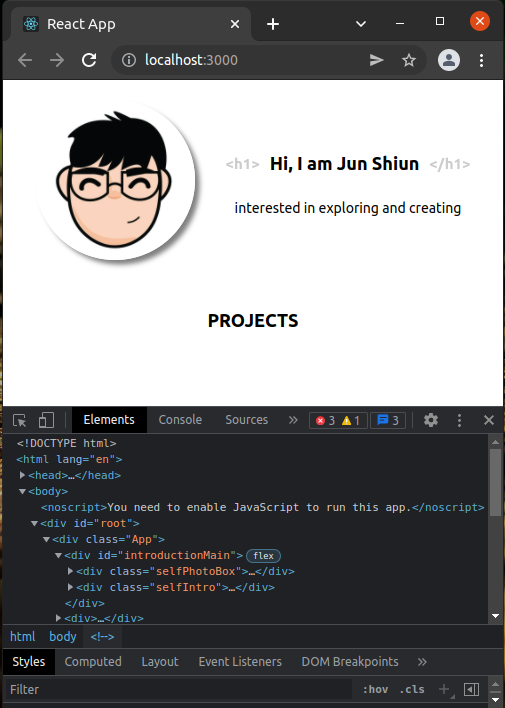 React App
localhost:3000
<h1> Hi, I am Jun Shiun </h1>
interested in exploring and creating
PROJECTS
Elements Console Sources » 3 1 3
<!DOCTYPE html>
<html lang="en">
<head>…</head>
<body>
<noscript>You need to enable JavaScript to run this app.</noscript>
<div id="root">
<div class="App">
<div id="introductionMain"> flex
<div class="selfPhotoBox">…</div>
<div class="selfIntro">…</div>
</div>
<div>…</div>
html body <!-->
Styles Computed Layout Event Listeners DOM Breakpoints »
Filter :hov .cls +